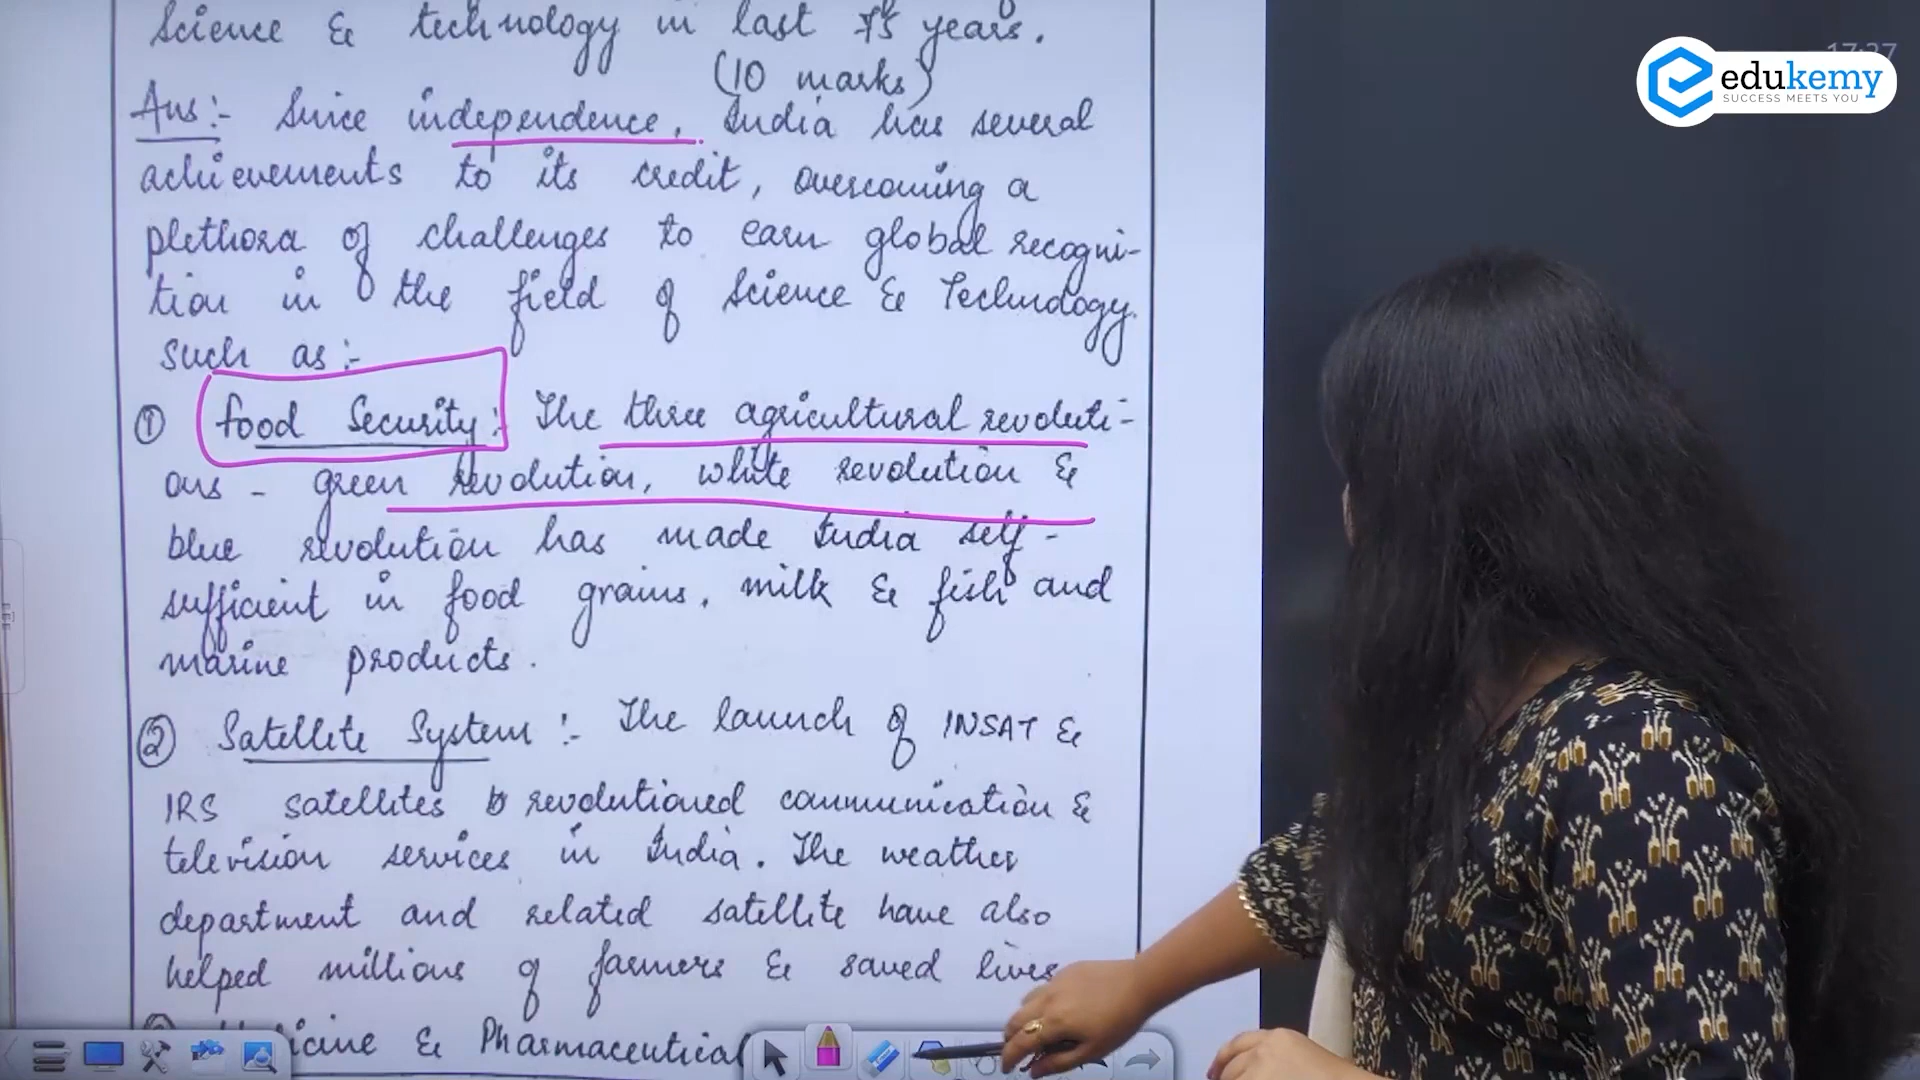 Science & technology in last 75 years.
(10 marks)
Ans:- Since independence, India has several
achievements to its credit, overcoming a
plethora of challenges to earn global recogni-
tion in the field of Science & Technology.
such as:-
① food Security:- The three agricultural revoluti-
ons - green revolution, white revolution &
blue revolution has made India self-
sufficient in food grains, milk & fish and
marine products.
② Satellite System:- The launch of INSAT &
IRS satellites revolutioned communication &
television services in India. The weather
department and related satellite have also
helped millions of farmers & saved lives
& Pharmaceutical
17:27
edukemy
SUCCESS MEETS YOU